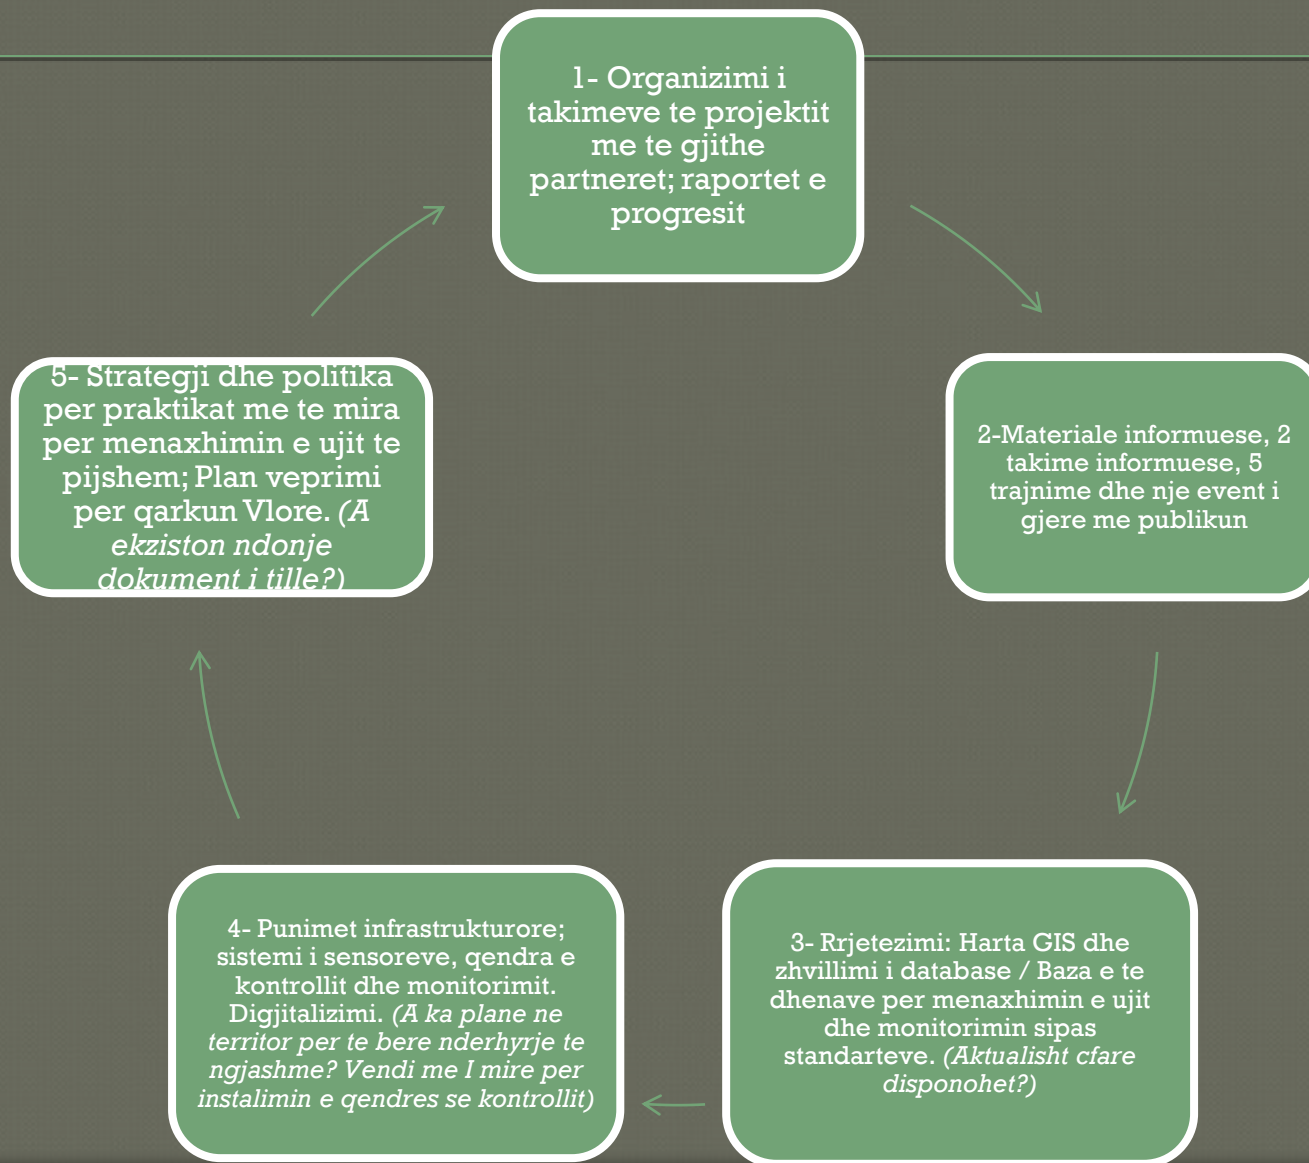 1- Organizimi i
takimeve te projektit
me te gjithe
partneret; raportet e
progresit
2-Materiale informuese, 2
takime informuese, 5
trajnime dhe nje event i
gjere me publikun
3- Rrjetezimi: Harta GIS dhe
zhvillimi i database / Baza e te
dhenave per menaxhimin e ujit
dhe monitorimin sipas
standarteve. (Aktualisht cfare
disponohet?)
4- Punimet infrastrukturore;
sistemi i sensoreve, qendra e
kontrollit dhe monitorimit.
Digjitalizimi. (A ka plane ne
territor per te bere nderhyrje te
ngjashme? Vendi me I mire per
instalimin e qendres se kontrollit)
5- Strategji dhe politika
per praktikat me te mira
per menaxhimin e ujit te
pijshem; Plan veprimi
per qarkun Vlore. (A
ekziston ndonje
dokument i tille?)